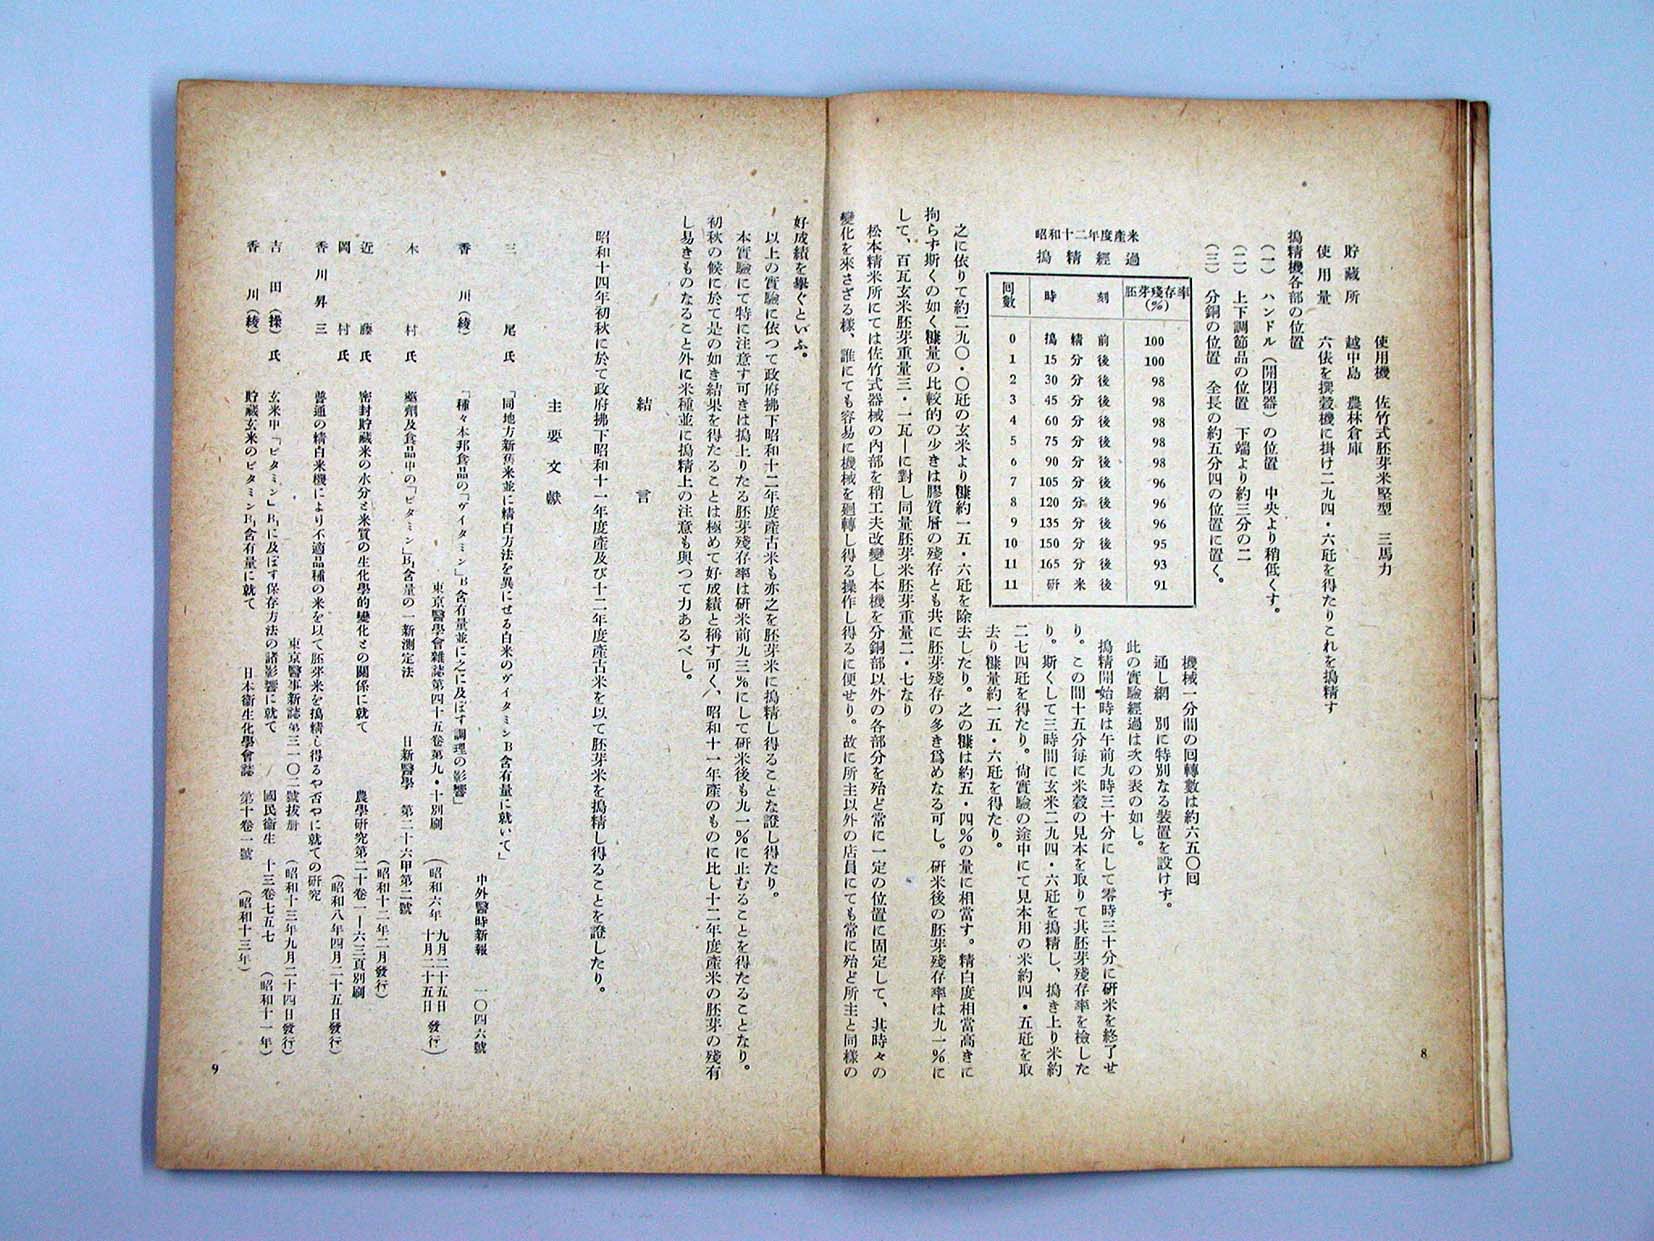 8
使用機　佐竹式胚芽米竪型　三馬力
貯藏所　越中島　農林倉庫
使用量　六俵を撰穀機に掛け二九四・六瓩を得たりこれを搗精す
搗精機各部の位置
（一）　ハンドル（開閉器）の位置　中央より稍低くす。
（二）　上下調節品の位置　下端より約三分の二
（三）　分銅の位置　全長の約五分四の位置に置く。
機械一分間の回轉數は約六五〇回
通し網　別に特別なる裝置を設けず。
此の實驗經過は次の表の如し。
搗精開始時は午前九時三十分にして零時三十分に研米を終了せ
り。この間十五分每に米穀の見本を取りて共胚芽殘存率を檢した
り。斯くして三時間に玄米二九四・六瓩を搗精し、搗き上り米約
二七四瓩を得たり。尙實驗の途中にて見本用の米約四・五瓩を取
去り糠量約一五・六瓩を得たり。
昭和十二年度產米
搗精經過
回數　時刻　胚芽殘存率(%)
0　搗精前　100
1　15分後　100
2　30分後　98
3　45分後　98
4　60分後　98
5　75分後　98
6　90分後　98
7　105分後　96
8　120分後　96
9　135分後　96
10　150分後　95
11　165分後　93
11　研米後　91
之に依りて約二九〇・〇瓩の玄米より糠約一五・六瓩を除去したり。之の糠は約五・四％の量に相當す。精白度相當高きに
拘らず斯くの如く糠量の比較的の少きは膠質層の殘存とも共に胚芽殘存の多き爲めなる可し。研米後の胚芽殘存率は九一％に
して、百瓦玄米胚芽重量三・一瓦ーに對し同量胚芽米胚芽重量二・七なり
松本精米所にては佐竹式器械の內部を稍工夫改變し本機を分銅部以外の各部分を殆ど常に一定の位置に固定して、其時々の
變化を來さざる樣、誰にても容易に機械を廻轉し得る操作し得るに便せり。故に所主以外の店員にても常に殆ど所主と同樣の
好成績を擧ぐといふ。
以上の實驗に依つて政府拂下昭和十二年度產古米も亦之を胚芽米に搗精し得ることな證し得たり。
本實驗にて特に注意す可きは搗上りたる胚芽殘存率は研米前九三％にして研米後も九一％に止むることを得たることなり。
初秋の候に於て是の如き結果を得たることは極めて好成績と稱す可く、昭和十一年產のものに比し十二年度產米の胚芽の殘有
し易きものなること外に米種並に搗精上の注意も與つて力あるべし。
結言
昭和十四年初秋に於て政府拂下昭和十一年度產及び十二年度產古米を以て胚芽米を搗精し得ることを證したり。
主要文獻
三尾氏　「同地方新舊米並に精白方法を異にせる白米のヴイタミンB含有量に就いて」
中外醫時新報　一〇四六號
香川（綾）　「種々本邦食品の「ヴイタミン」B含有量並に之に及ぼす調理の影響」
東京醫學會雜誌第四十五卷第九・十別刷　（昭和六年　九月二十五日　十月二十五日　發行）
木村氏　藥劑及食品中の「ビタミン」B₁含量の一新測定法　日新醫學　第二十六甲第二號
（昭和十二年二月發行）
近藤氏　密封貯藏米の水分と米質の生化學的變化との關係に就て　農學硏究第二十卷一ー六三頁別刷
岡村氏　（昭和八年四月二十五日發行）
香川昇三　普通の精白米機により不適品種の米を以て胚芽米を搗精し得るや否やに就ての硏究
東京醫事新誌第三一〇二號拔册　（昭和十三年九月二十四日發行）
吉田（操）氏　玄米中「ビタミン」B₁に及ぼす保存方法の諸影響に就て　國民衞生　十三卷七五七　（昭和十一年）
香川（綾）　貯藏玄米のビタミンB₁含有量に就て　日本衞生化學會誌　第十卷一號　（昭和十三年）
9